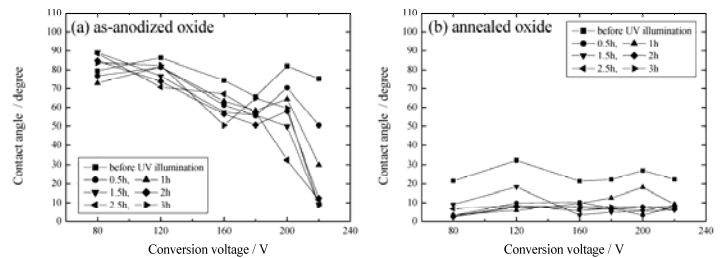 (a) as-anodized oxide
110
100
90
80
70
60
50
40
30
20
10
0
Contact angle / degree
before UV illumination
0.5h, 1h
1.5h, 2h
2.5h, 3h
80 120 160 200 240
Conversion voltage / V
(b) annealed oxide
110
100
90
80
70
60
50
40
30
20
10
0
Contact angle / degree
before UV illumination
0.5h, 1h
1.5h, 2h
2.5h, 3h
80 120 160 200 240
Conversion voltage / V